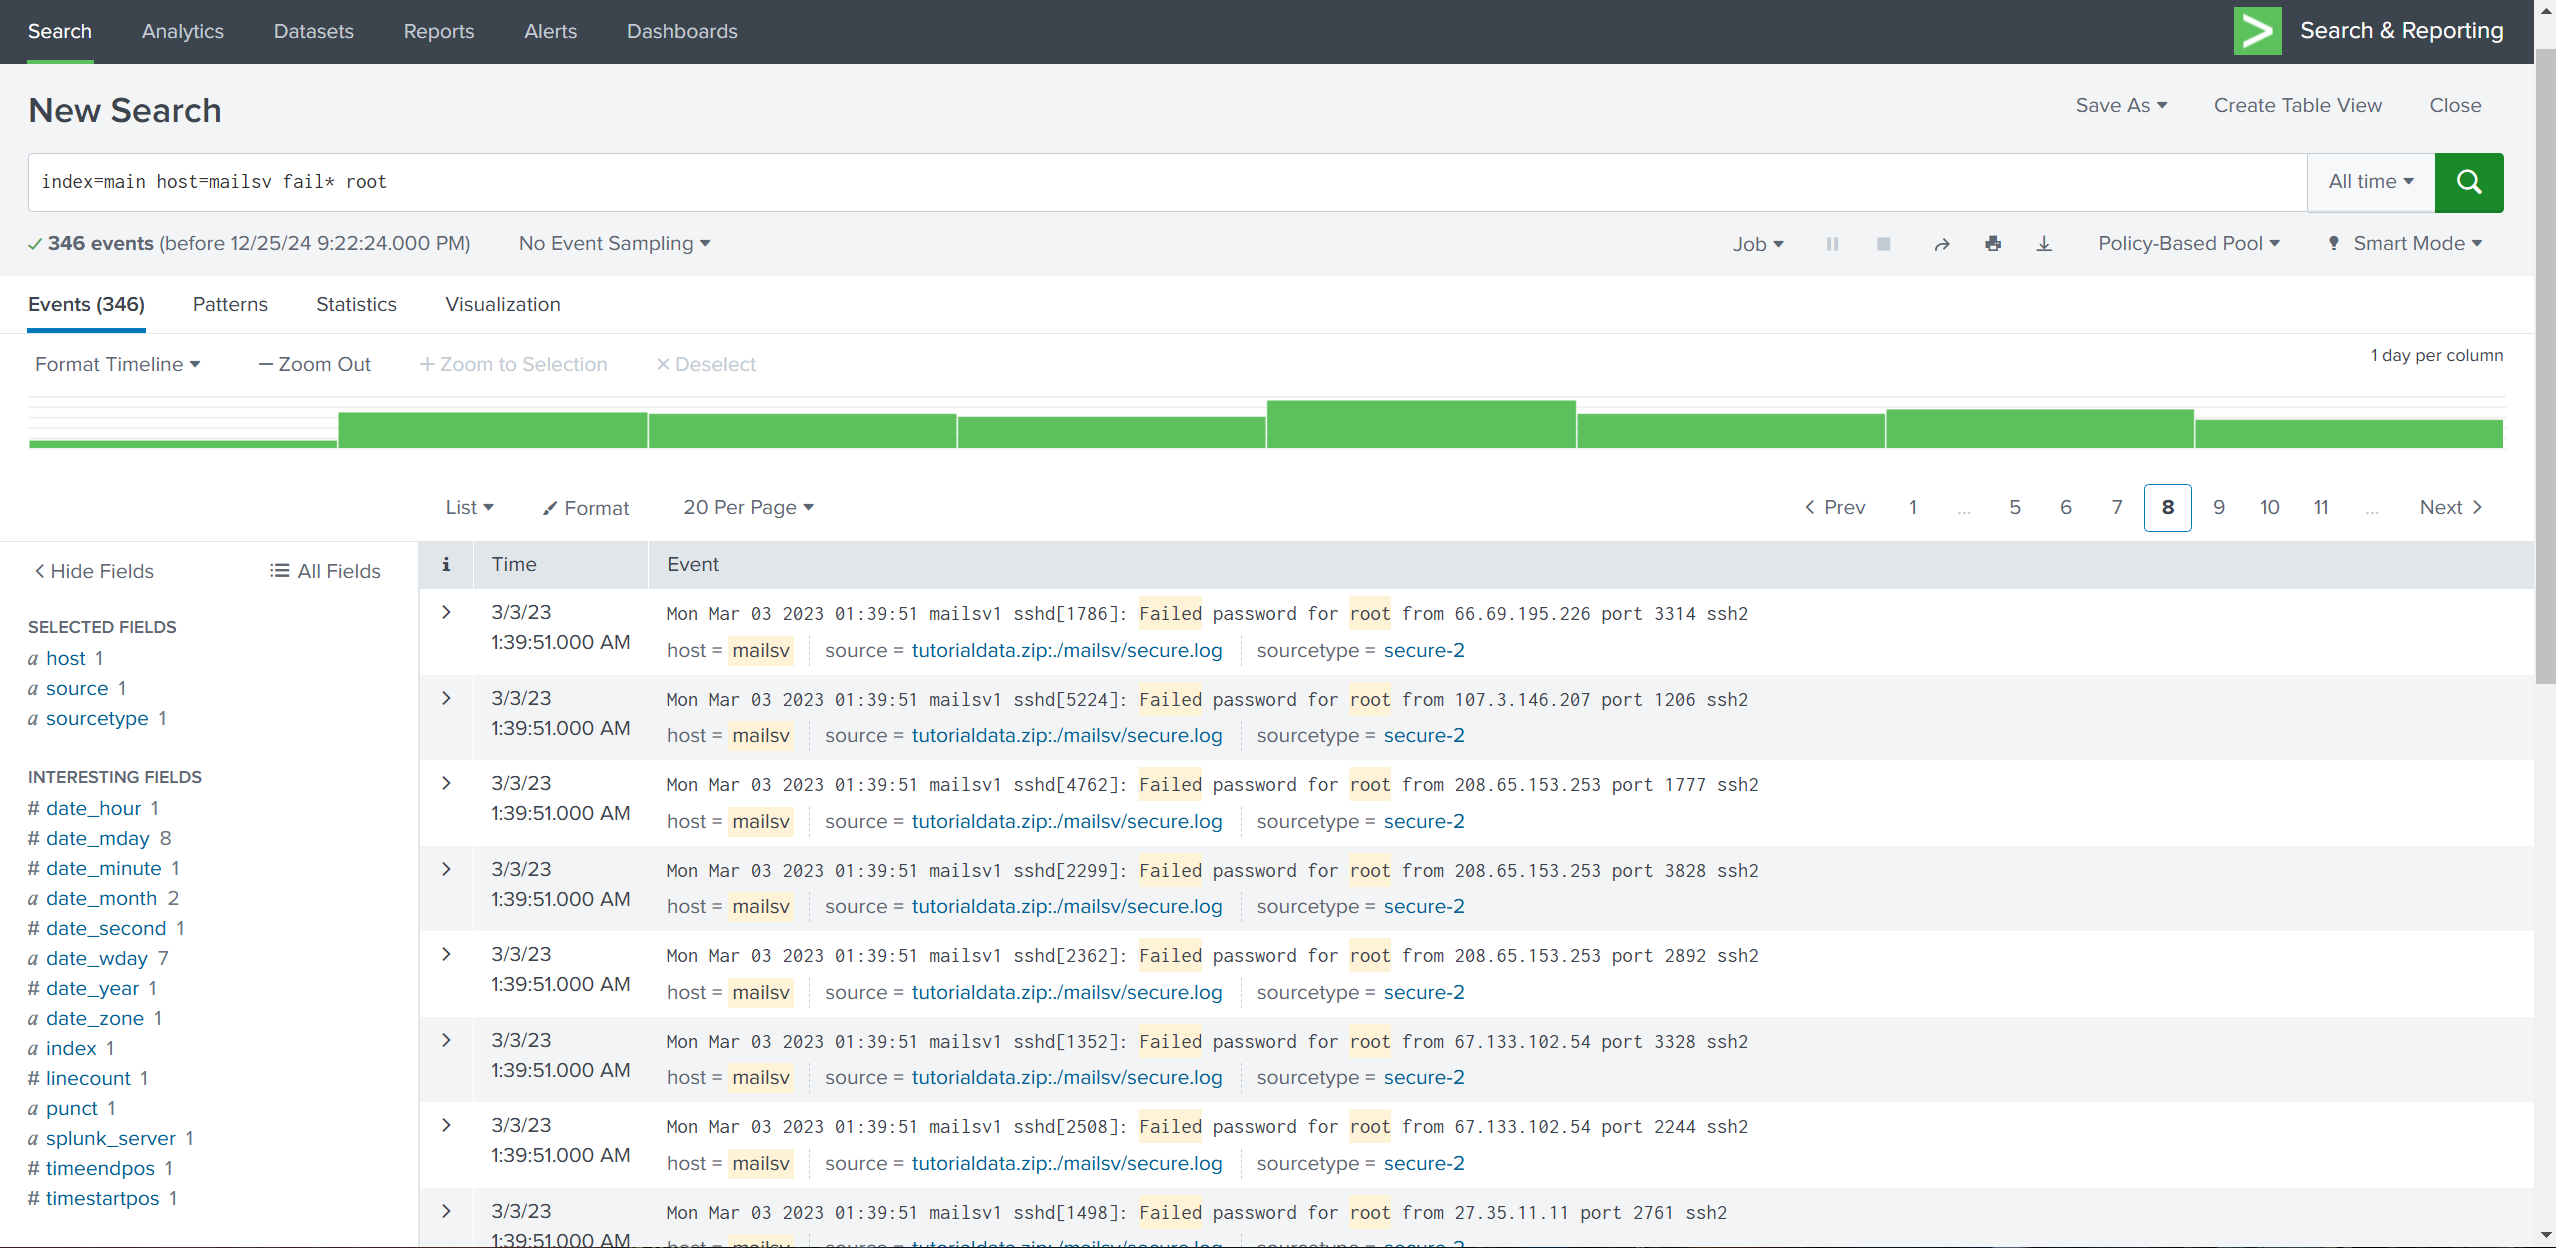 Search Analytics Datasets Reports Alerts Dashboards Search & Reporting
New Search
Save As Create Table View Close
index=main host=mailsv fail* root
All time
346 events (before 12/25/24 9:22:24.000 PM) No Event Sampling Job Policy-Based Pool Smart Mode
Events (346) Patterns Statistics Visualization
Format Timeline — Zoom Out + Zoom to Selection × Deselect 1 day per column
List Format 20 Per Page < Prev 1 ... 5 6 7 8 9 10 11 ... Next >
< Hide Fields All Fields
SELECTED FIELDS
a host 1
a source 1
a sourcetype 1
INTERESTING FIELDS
# date_hour 1
# date_mday 8
# date_minute 1
a date_month 2
# date_second 1
a date_wday 7
# date_year 1
a date_zone 1
a index 1
# linecount 1
a punct 1
a splunk_server 1
# timeendpos 1
# timestartpos 1
i Time Event
> 3/3/23 Mon Mar 03 2023 01:39:51 mailsv1 sshd[1786]: Failed password for root from 66.69.195.226 port 3314 ssh2
1:39:51.000 AM host = mailsv source = tutorialdata.zip:./mailsv/secure.log sourcetype = secure-2
> 3/3/23 Mon Mar 03 2023 01:39:51 mailsv1 sshd[5224]: Failed password for root from 107.3.146.207 port 1206 ssh2
1:39:51.000 AM host = mailsv source = tutorialdata.zip:./mailsv/secure.log sourcetype = secure-2
> 3/3/23 Mon Mar 03 2023 01:39:51 mailsv1 sshd[4762]: Failed password for root from 208.65.153.253 port 1777 ssh2
1:39:51.000 AM host = mailsv source = tutorialdata.zip:./mailsv/secure.log sourcetype = secure-2
> 3/3/23 Mon Mar 03 2023 01:39:51 mailsv1 sshd[2299]: Failed password for root from 208.65.153.253 port 3828 ssh2
1:39:51.000 AM host = mailsv source = tutorialdata.zip:./mailsv/secure.log sourcetype = secure-2
> 3/3/23 Mon Mar 03 2023 01:39:51 mailsv1 sshd[2362]: Failed password for root from 208.65.153.253 port 2892 ssh2
1:39:51.000 AM host = mailsv source = tutorialdata.zip:./mailsv/secure.log sourcetype = secure-2
> 3/3/23 Mon Mar 03 2023 01:39:51 mailsv1 sshd[1352]: Failed password for root from 67.133.102.54 port 3328 ssh2
1:39:51.000 AM host = mailsv source = tutorialdata.zip:./mailsv/secure.log sourcetype = secure-2
> 3/3/23 Mon Mar 03 2023 01:39:51 mailsv1 sshd[2508]: Failed password for root from 67.133.102.54 port 2244 ssh2
1:39:51.000 AM host = mailsv source = tutorialdata.zip:./mailsv/secure.log sourcetype = secure-2
> 3/3/23 Mon Mar 03 2023 01:39:51 mailsv1 sshd[1498]: Failed password for root from 27.35.11.11 port 2761 ssh2
1:39:51.000 AM host = mailsv source = tutorialdata.zip:./mailsv/secure.log sourcetype = secure-2